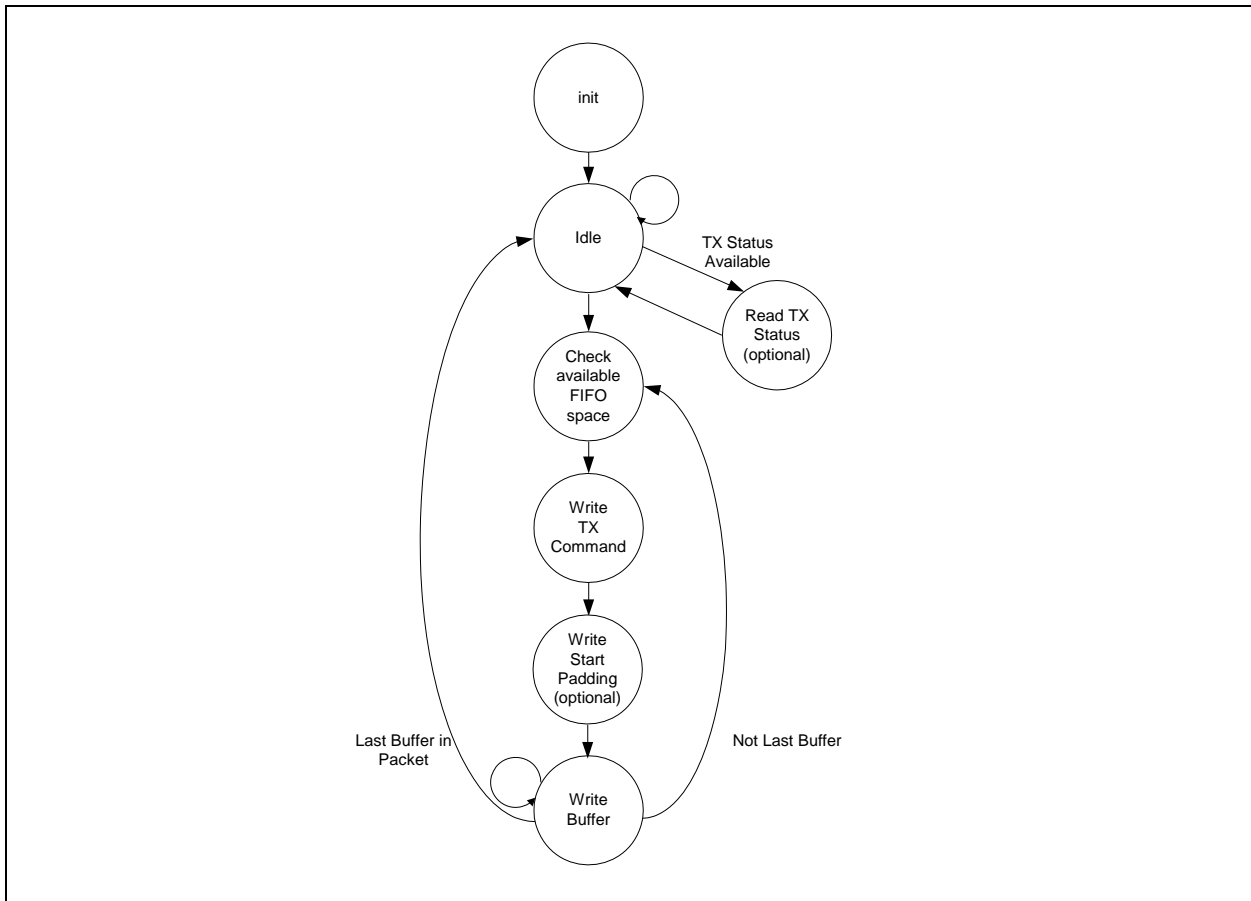 init
Idle
TX Status
Available
Read TX
Status
(optional)
Check
available
FIFO
space
Write
TX
Command
Write
Start
Padding
(optional)
Last Buffer in
Packet
Not Last Buffer
Write
Buffer